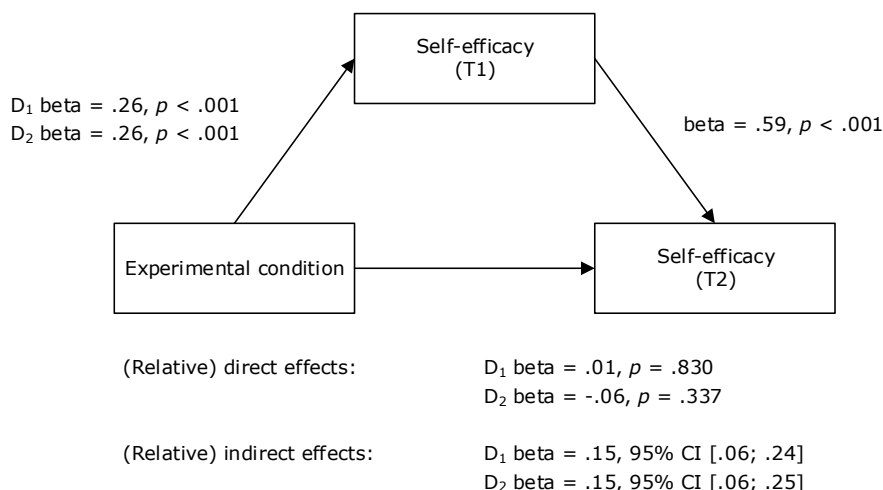 Self-efficacy
(T1)
D₁ beta = .26, p < .001
D₂ beta = .26, p < .001
beta = .59, p < .001
Experimental condition
Self-efficacy
(T2)
(Relative) direct effects: D₁ beta = .01, p = .830
D₂ beta = -.06, p = .337
(Relative) indirect effects: D₁ beta = .15, 95% CI [.06; .24]
D₂ beta = .15, 95% CI [.06; .25]